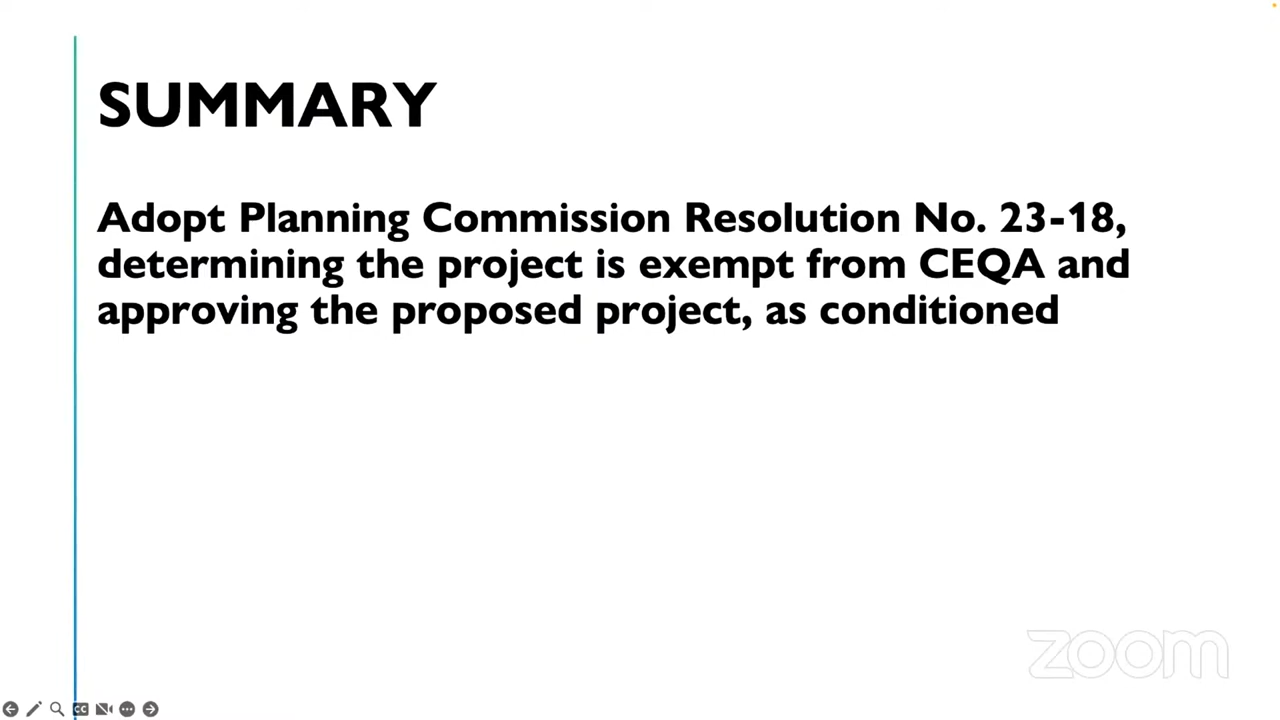 SUMMARY
Adopt Planning Commission Resolution No. 23-18,
determining the project is exempt from CEQA and
approving the proposed project, as conditioned
zoom
CC